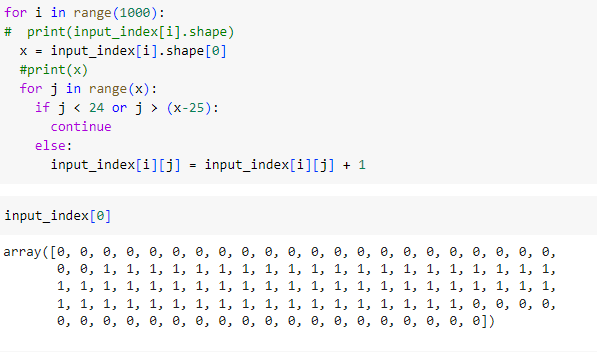 for i in range(1000):
# print(input_index[i].shape)
x = input_index[i].shape[0]
#print(x)
for j in range(x):
if j < 24 or j > (x-25):
continue
else:
input_index[i][j] = input_index[i][j] + 1
input_index[0]
array([0, 0, 0, 0, 0, 0, 0, 0, 0, 0, 0, 0, 0, 0, 0, 0, 0, 0, 0, 0, 0, 0,
0, 0, 1, 1, 1, 1, 1, 1, 1, 1, 1, 1, 1, 1, 1, 1, 1, 1, 1, 1, 1, 1,
1, 1, 1, 1, 1, 1, 1, 1, 1, 1, 1, 1, 1, 1, 1, 1, 1, 1, 1, 1, 1, 1,
1, 1, 1, 1, 1, 1, 1, 1, 1, 1, 1, 1, 1, 1, 1, 1, 1, 1, 0, 0, 0, 0,
0, 0, 0, 0, 0, 0, 0, 0, 0, 0, 0, 0, 0, 0, 0, 0, 0, 0, 0])